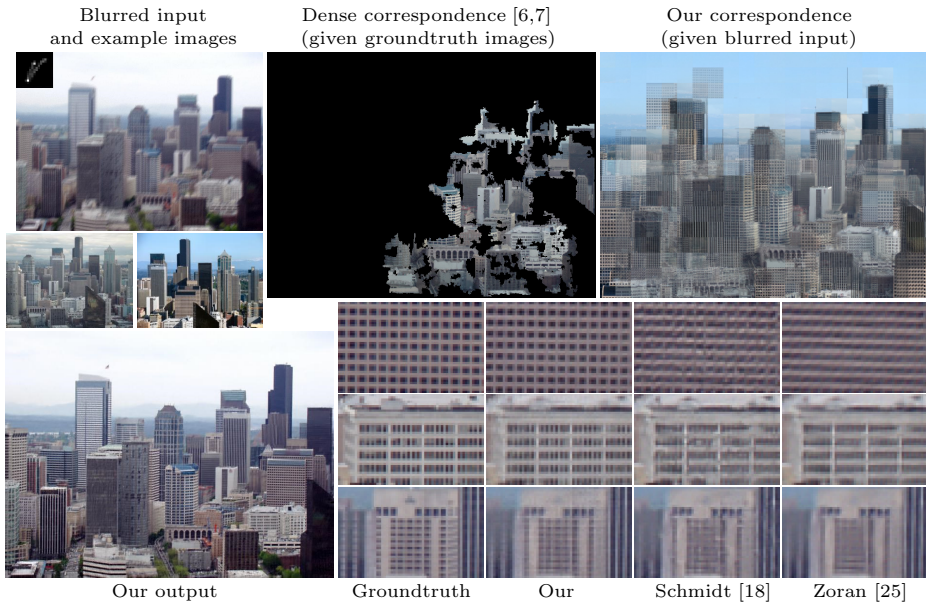 Blurred input
and example images
Dense correspondence [6,7]
(given groundtruth images)
Our correspondence
(given blurred input)
Our output
Groundtruth
Our
Schmidt [18]
Zoran [25]